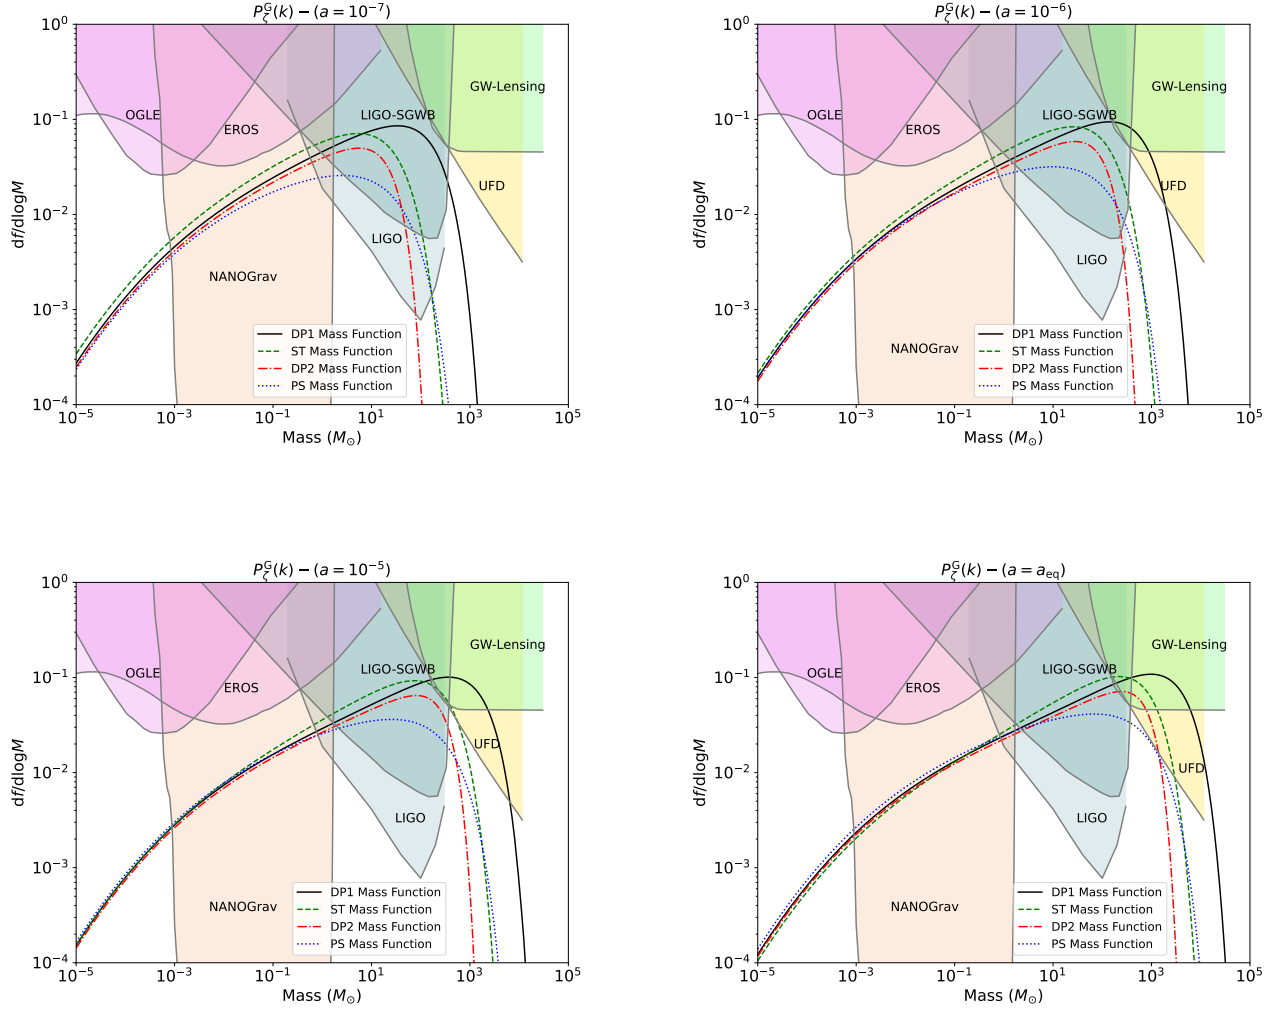 P_ζ^G(k) − (a = 10^−7)
10^0
10^−1
10^−2
10^−3
10^−4
df/dlogM
OGLE
EROS
LIGO-SGWB
GW-Lensing
UFD
LIGO
NANOGrav
DP1 Mass Function
ST Mass Function
DP2 Mass Function
PS Mass Function
10^−5 10^−3 10^−1 10^1 10^3 10^5
Mass (M_⊙)
P_ζ^G(k) − (a = 10^−6)
10^0
10^−1
10^−2
10^−3
10^−4
df/dlogM
OGLE
EROS
LIGO-SGWB
GW-Lensing
UFD
LIGO
NANOGrav
DP1 Mass Function
ST Mass Function
DP2 Mass Function
PS Mass Function
10^−5 10^−3 10^−1 10^1 10^3 10^5
Mass (M_⊙)
P_ζ^G(k) − (a = 10^−5)
10^0
10^−1
10^−2
10^−3
10^−4
df/dlogM
OGLE
EROS
LIGO-SGWB
GW-Lensing
UFD
LIGO
NANOGrav
DP1 Mass Function
ST Mass Function
DP2 Mass Function
PS Mass Function
10^−5 10^−3 10^−1 10^1 10^3 10^5
Mass (M_⊙)
P_ζ^G(k) − (a = a_eq)
10^0
10^−1
10^−2
10^−3
10^−4
df/dlogM
OGLE
EROS
LIGO-SGWB
GW-Lensing
UFD
LIGO
NANOGrav
DP1 Mass Function
ST Mass Function
DP2 Mass Function
PS Mass Function
10^−5 10^−3 10^−1 10^1 10^3 10^5
Mass (M_⊙)